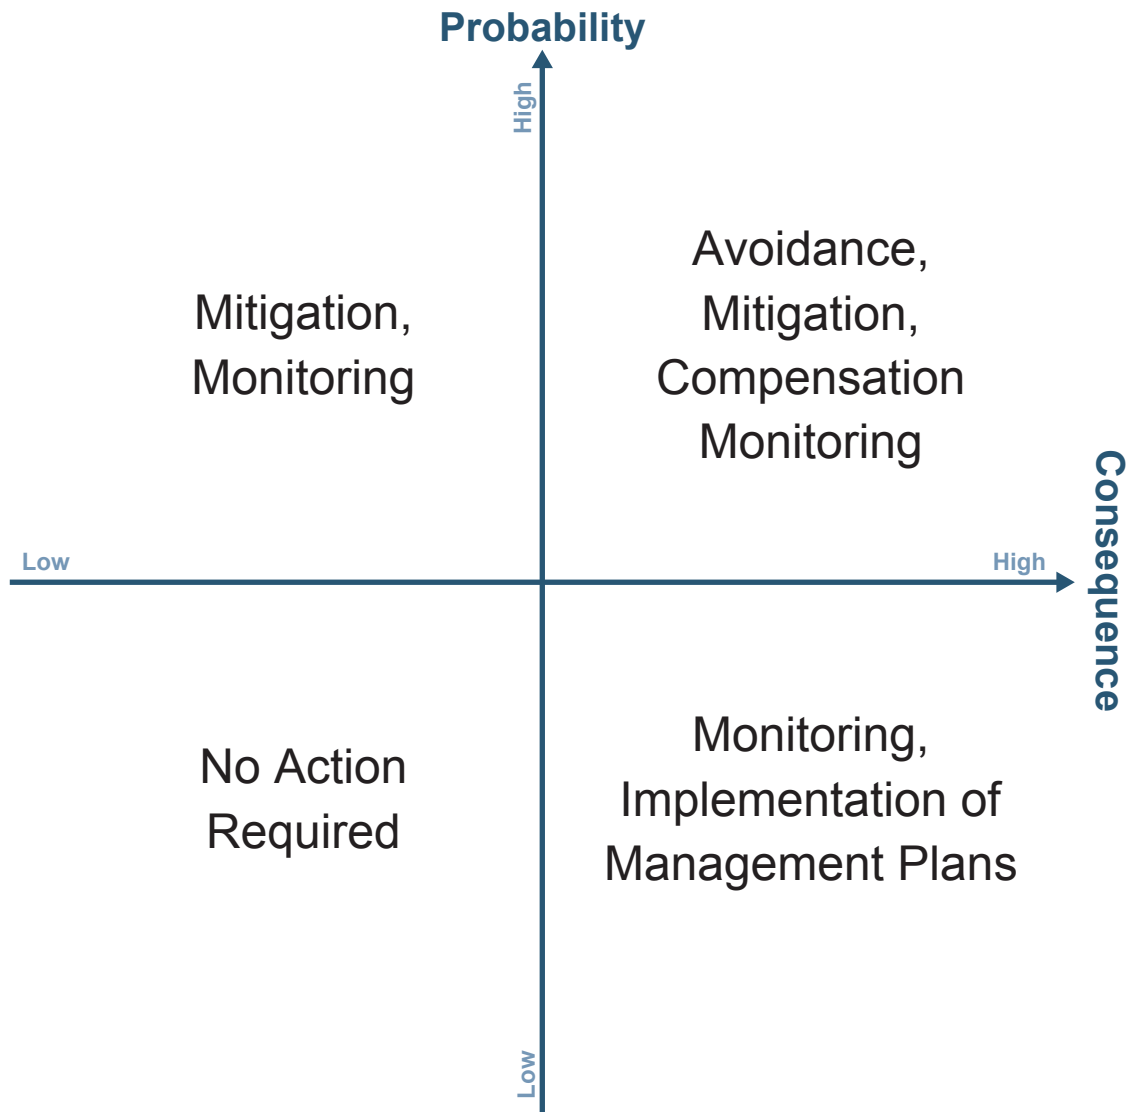 Probability
High
Mitigation,
Monitoring
Avoidance,
Mitigation,
Compensation
Monitoring
Low
High
Consequence
No Action
Required
Monitoring,
Implementation of
Management Plans
Low